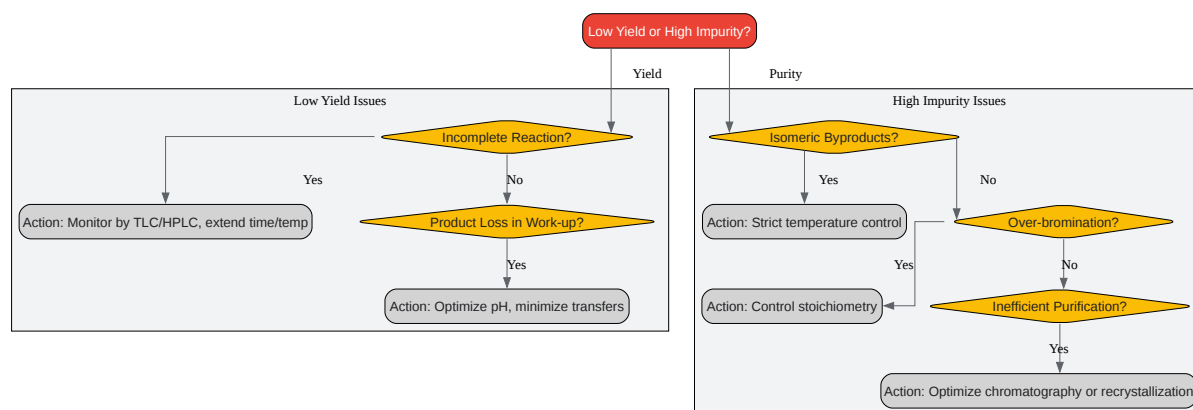 Low Yield or High Impurity?
Yield
Purity
Low Yield Issues
High Impurity Issues
Incomplete Reaction?
Isomeric Byproducts?
Yes
No
Yes
No
Action: Monitor by TLC/HPLC, extend time/temp
Product Loss in Work-up?
Action: Strict temperature control
Over-bromination?
Yes
Yes
No
Action: Optimize pH, minimize transfers
Action: Control stoichiometry
Inefficient Purification?
Yes
Action: Optimize chromatography or recrystallization